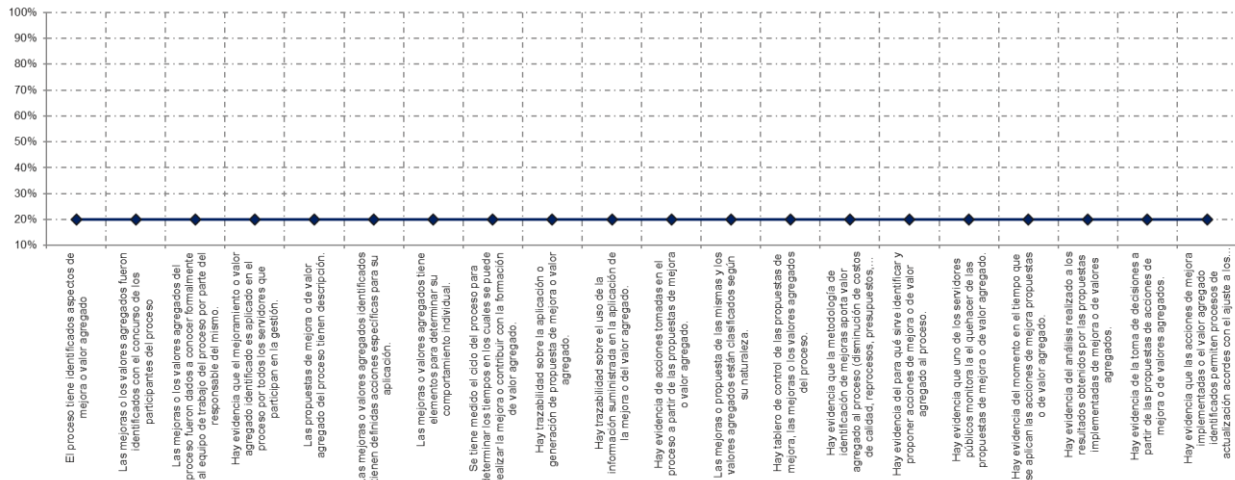 100%
90%
80%
70%
60%
50%
40%
30%
20%
10%
El proceso tiene identificados aspectos de
mejora o valor agregado
Las mejoras o los valores agregados fueron
identificados con el concurso de los
participantes del proceso
Las mejoras o los valores agregados del
proceso fueron dados a conocer formalmente
al equipo de trabajo del proceso por parte del
responsable del mismo.
Hay evidencia que el mejoramiento o valor
agregado identificado es aplicado en el
proceso por todos los servidores que
participan en la gestión.
Las propuestas de mejora o de valor
agregado del proceso tienen descripción.
Las mejoras o valores agregados identificados
tienen definidas acciones específicas para su
aplicación.
Las mejoras o valores agregados tiene
elementos para determinar su
comportamiento individual.
Se tiene medido el ciclo del proceso para
determinar los tiempos en los cuales se puede
realizar la mejora o contribuir con la formación
de valor agregado.
Hay trazabilidad sobre la aplicación o
generación de propuesta de mejora o valor
agregado.
Hay trazabilidad sobre el uso de la
información suministrada en la aplicación de
la mejora o del valor agregado.
Hay evidencia de acciones tomadas en el
proceso a partir de las propuestas de mejora
o valor agregado.
Las mejoras o propuesta de las mismas y los
valores agregados están clasificados según
su naturaleza.
Hay tablero de control de las propuestas de
mejora, las mejoras o los valores agregados
del proceso.
Hay evidencia que la metodología de
identificación de mejoras aporta valor
agregado al proceso (disminución de costos
de calidad, reprocesos, presupuestos, ...
Hay evidencia del para qué sirve identificar y
proponer acciones de mejora o de valor
agregado al proceso.
Hay evidencia que uno de los servidores
públicos monitora el quehacer de las
propuestas de mejora o de valor agregado.
Hay evidencia del momento en el tiempo que
se aplican las acciones de mejora propuestas
o de valor agregado.
Hay evidencia del análisis realizado a los
resultados obtenidos por las propuestas
implementadas de mejora o de valores
agregados.
Hay evidencia de la toma de decisiones a
partir de las propuestas de acciones de
mejora o de valores agregados.
Hay evidencia que las acciones de mejora
implementadas o el valor agregado
identificados permiten procesos de
actualización acordes con el ajuste a los...